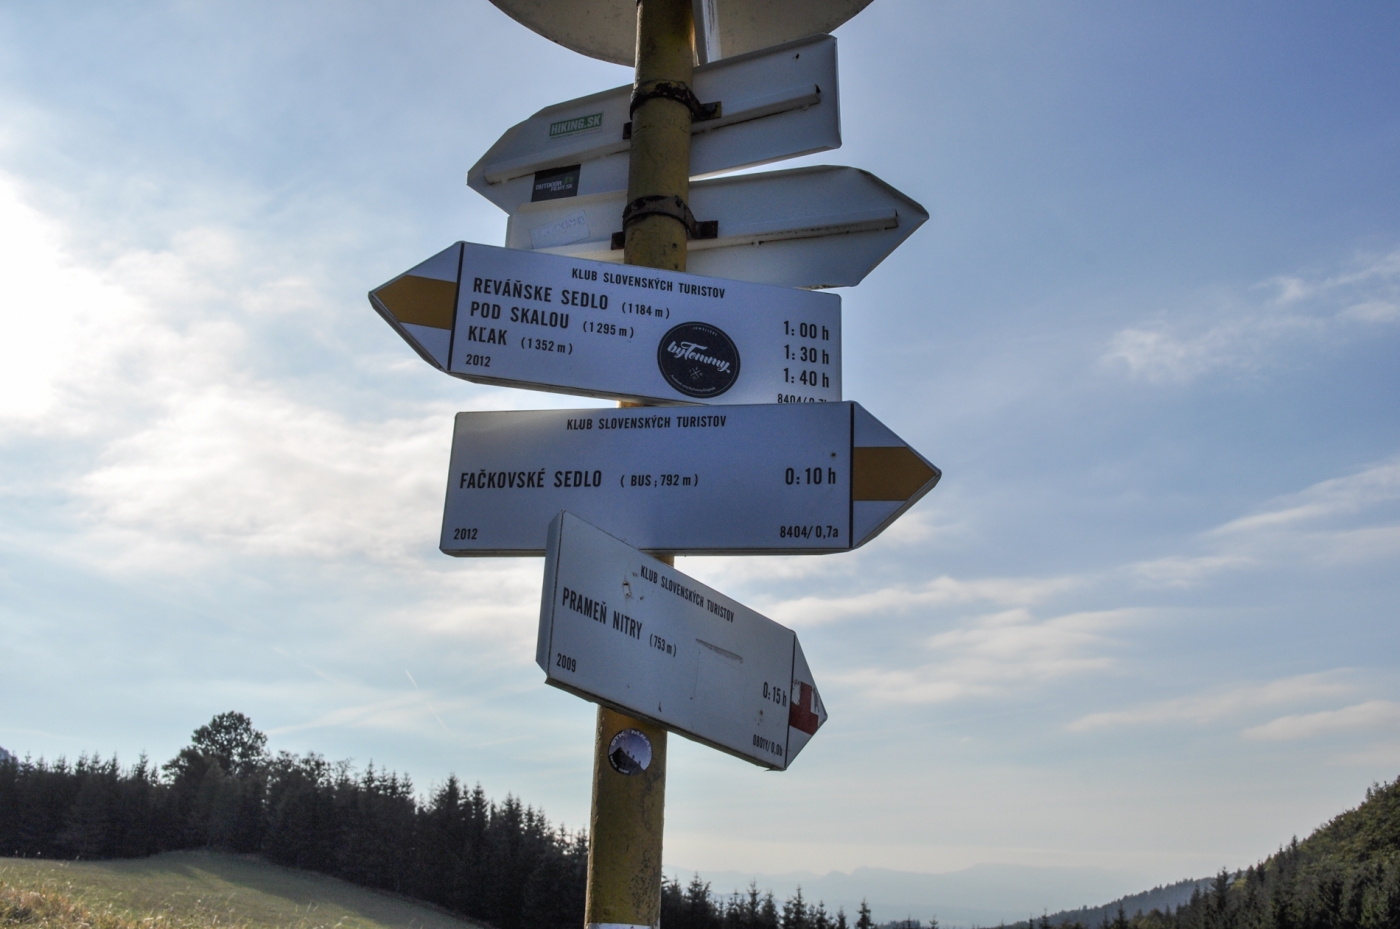 HIKING.SK
KLUB SLOVENSKÝCH TURISTOV
REVÁŇSKE SEDLO (1184 m) 1:00 h
POD SKALOU (1295 m) 1:30 h
KĽAK (1352 m) 1:40 h
2012
byTommy
KLUB SLOVENSKÝCH TURISTOV
FAČKOVSKÉ SEDLO (BUS; 792 m) 0:10 h
2012 8404/0,7a
KLUB SLOVENSKÝCH TURISTOV
PRAMEŇ NITRY (753 m)
0:15 h
2009